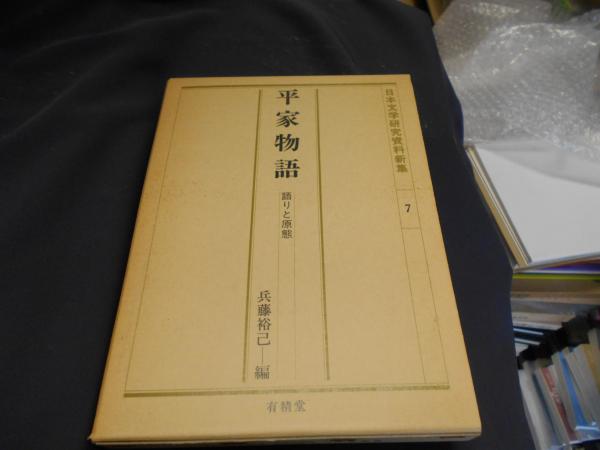 日本文学研究資料新集
7
平家物語
語りと原態
兵藤裕己―編
有精堂